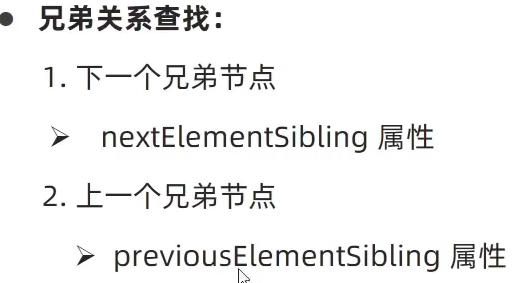 ● 兄弟关系查找：
1. 下一个兄弟节点
➢ nextElementSibling 属性
2. 上一个兄弟节点
➢ previousElementSibling 属性